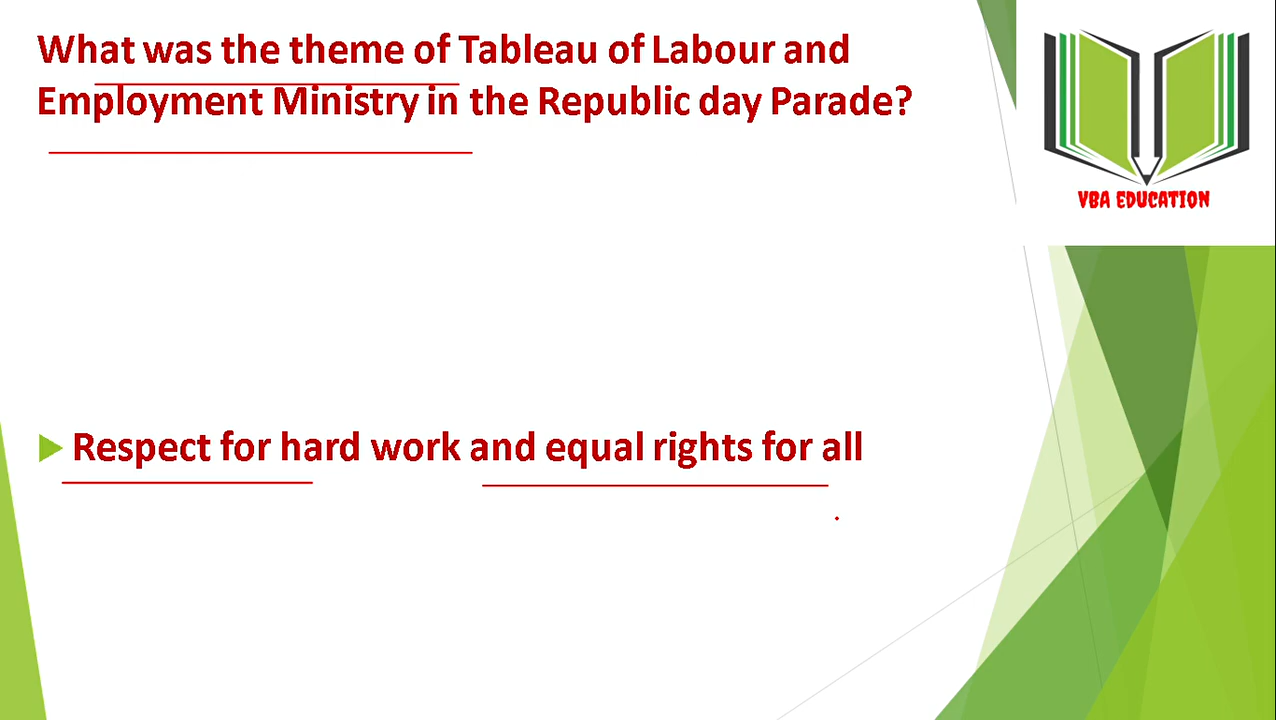 What was the theme of Tableau of Labour and
Employment Ministry in the Republic day Parade?
VBA EDUCATION
Respect for hard work and equal rights for all